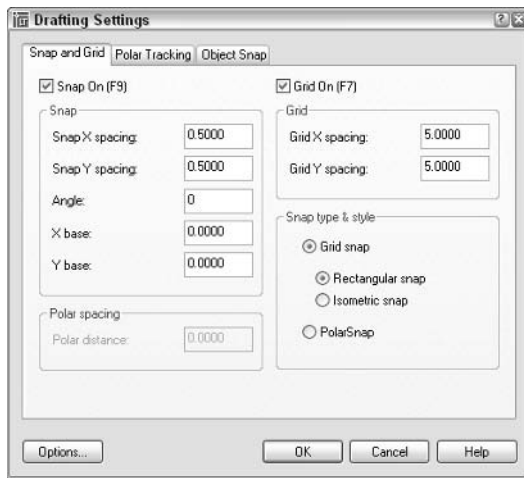 Drafting Settings
Snap and Grid Polar Tracking Object Snap
Snap On (F9)
Snap
Snap X spacing: 0.5000
Snap Y spacing: 0.5000
Angle: 0
X base: 0.0000
Y base: 0.0000
Polar spacing
Polar distance: 0.0000
Grid On (F7)
Grid
Grid X spacing: 5.0000
Grid Y spacing: 5.0000
Snap type & style
Grid snap
Rectangular snap
Isometric snap
PolarSnap
Options...
OK
Cancel
Help